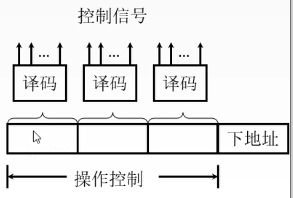 控制信号
... ... ...
译码 译码 译码
下地址
操作控制